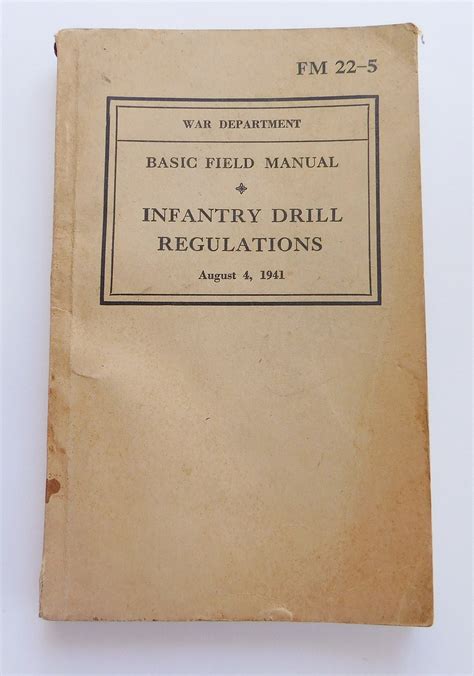 FM 22–5
WAR DEPARTMENT
BASIC FIELD MANUAL
INFANTRY DRILL
REGULATIONS
August 4, 1941